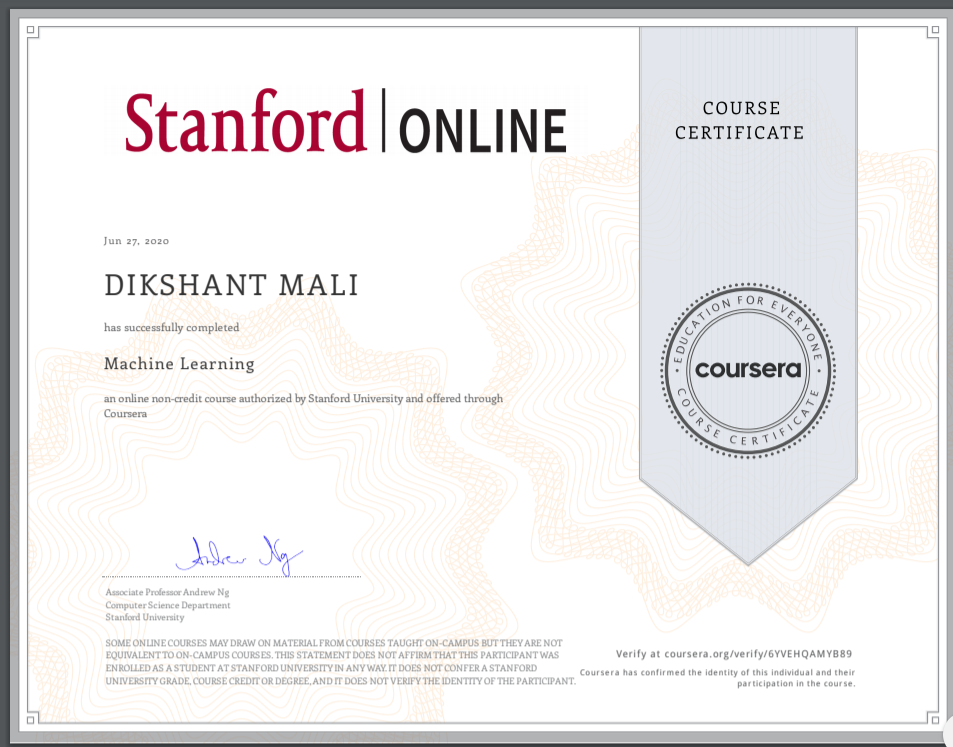 Stanford | ONLINE
COURSE
CERTIFICATE
Jun 27, 2020
DIKSHANT MALI
has successfully completed
Machine Learning
an online non-credit course authorized by Stanford University and offered through
Coursera
EDUCATION FOR EVERYONE
coursera
COURSE CERTIFICATE
Andrew Ng
Associate Professor Andrew Ng
Computer Science Department
Stanford University
SOME ONLINE COURSES MAY DRAW ON MATERIAL FROM COURSES TAUGHT ON-CAMPUS BUT THEY ARE NOT
EQUIVALENT TO ON-CAMPUS COURSES. THIS STATEMENT DOES NOT AFFIRM THAT THIS PARTICIPANT WAS
ENROLLED AS A STUDENT AT STANFORD UNIVERSITY IN ANY WAY. IT DOES NOT CONFER A STANFORD
UNIVERSITY GRADE, COURSE CREDIT OR DEGREE, AND IT DOES NOT VERIFY THE IDENTITY OF THE PARTICIPANT.
Verify at coursera.org/verify/6YVEHQAMYB89
Coursera has confirmed the identity of this individual and their
participation in the course.